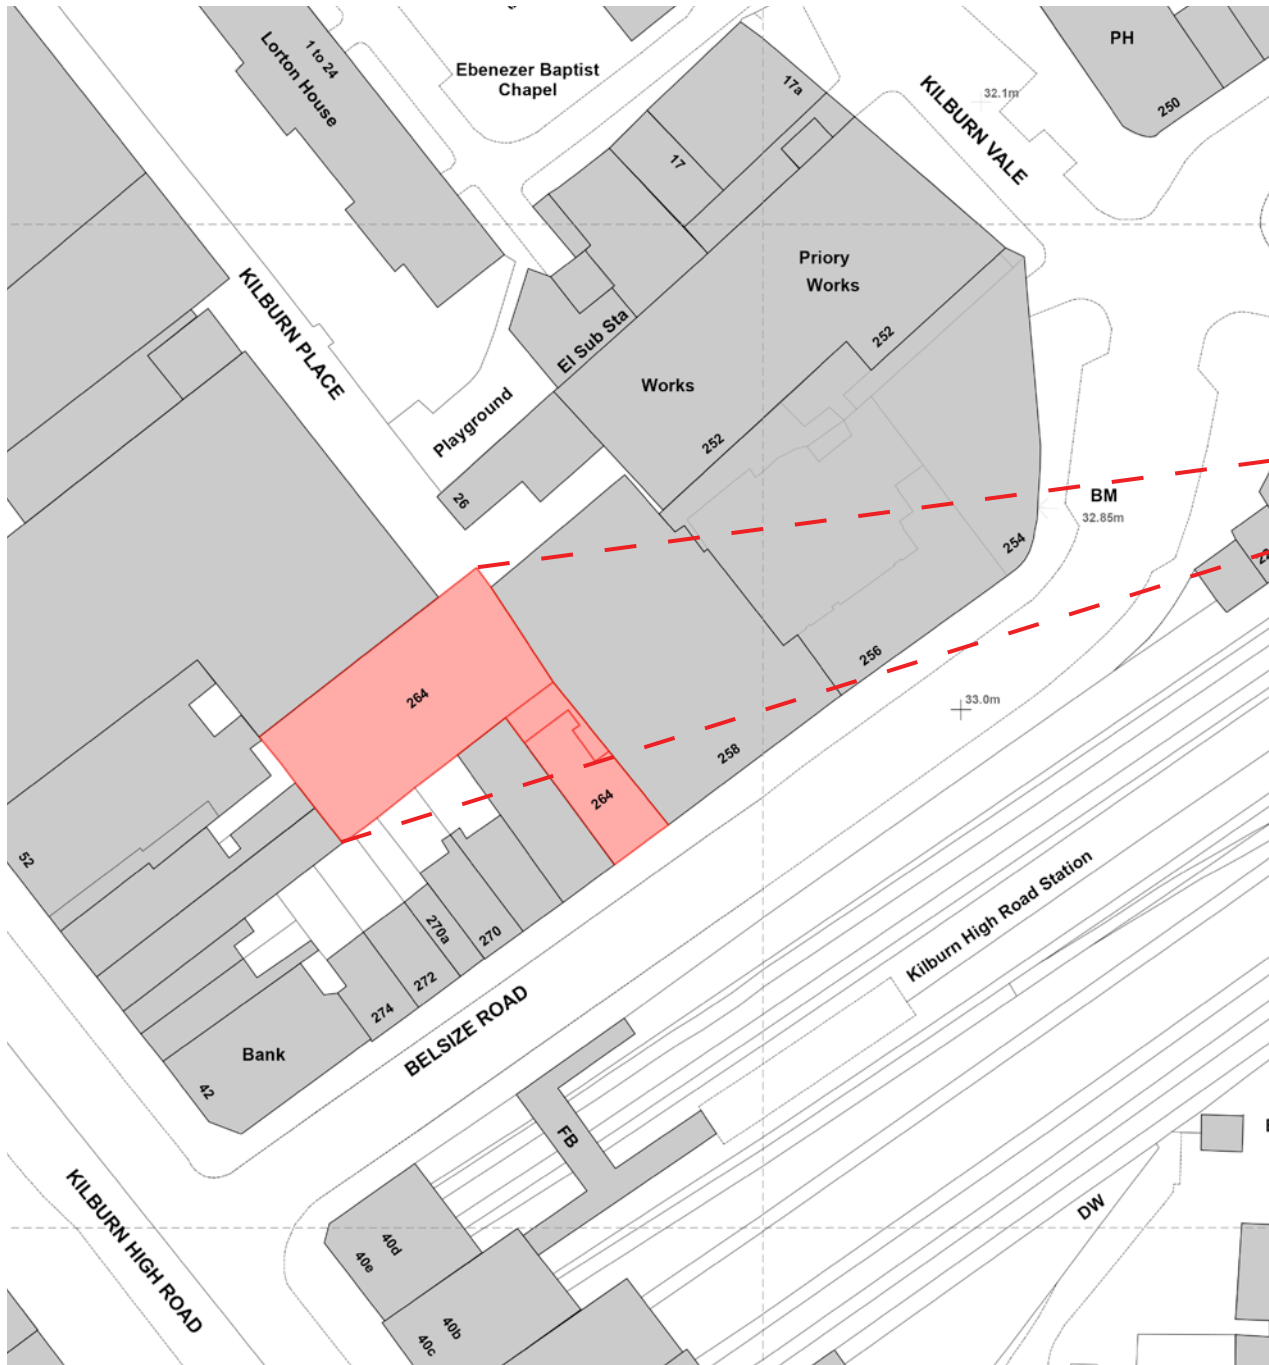 PH
250
1 to 24
Lorton House
Ebenezer Baptist
Chapel
17a
KILBURN VALE
32.1m
17
Priory
Works
KILBURN PLACE
El Sub Sta
252
Works
Playground
252
26
BM
32.85m
254
256
33.0m
264
258
264
52
Kilburn High Road Station
270a
270
272
274
BELSIZE ROAD
Bank
42
FB
DW
KILBURN HIGH ROAD
40d
40e
40b
40c